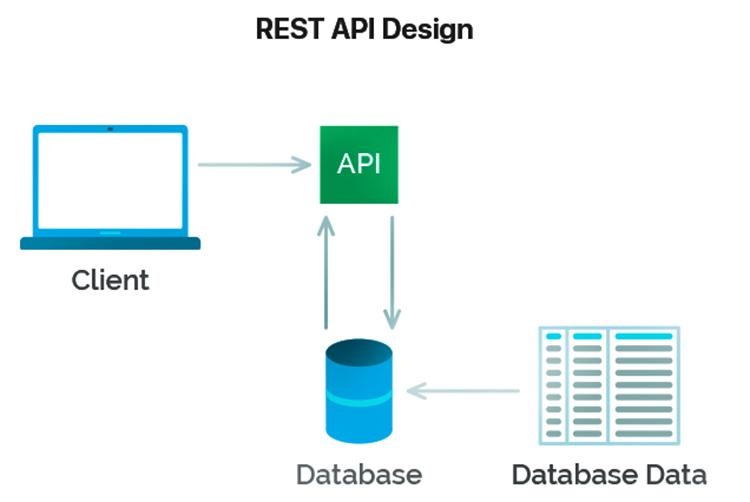 REST API Design
API
Client
Database
Database Data